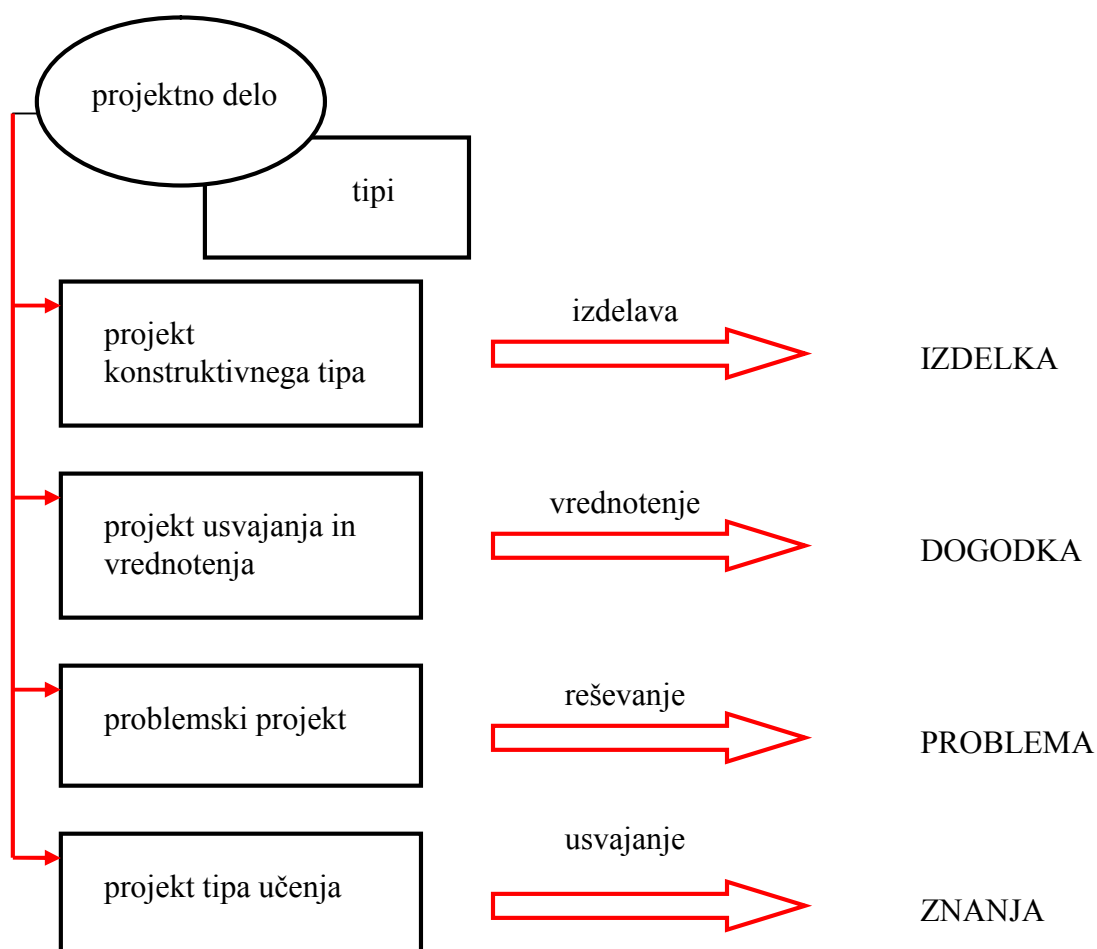 projektno delo
tipi
projekt
konstruktivnega tipa
izdelava
IZDELKA
projekt usvajanja in
vrednotenja
vrednotenje
DOGODKA
problemski projekt
reševanje
PROBLEMA
projekt tipa učenja
usvajanje
ZNANJA